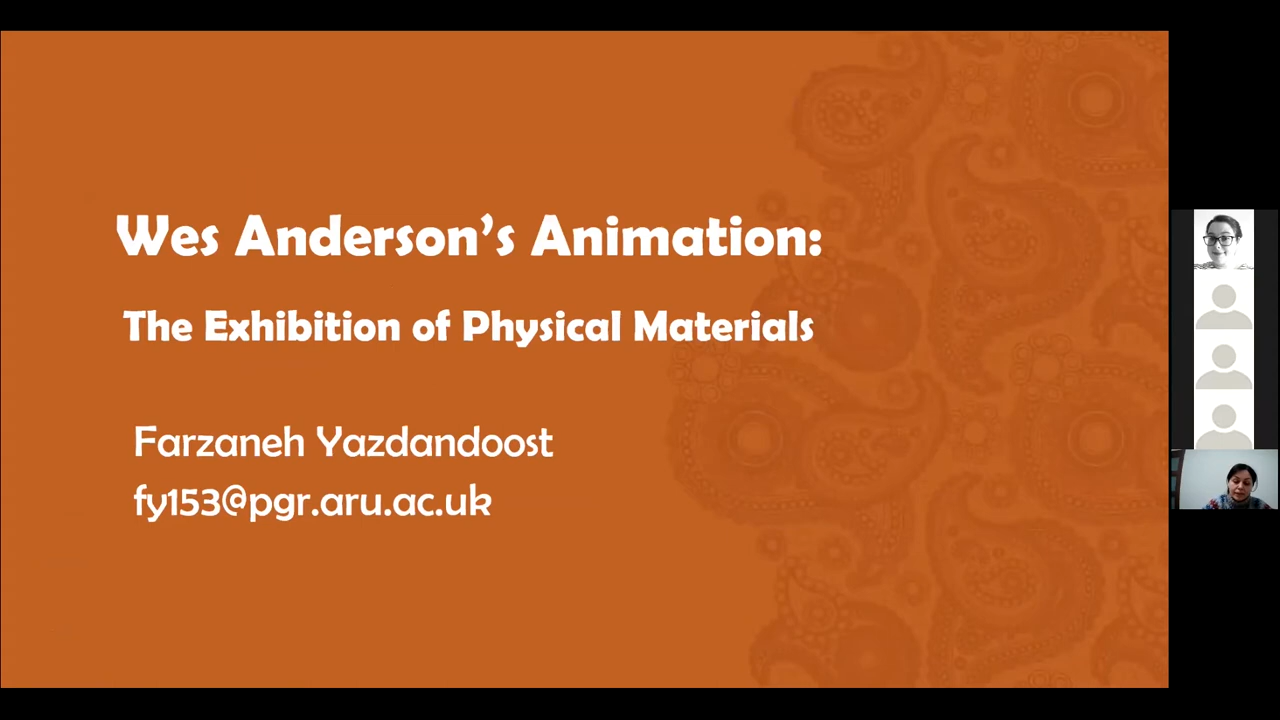 Wes Anderson’s Animation:
The Exhibition of Physical Materials
Farzaneh Yazdandoost
fy153@pgr.aru.ac.uk